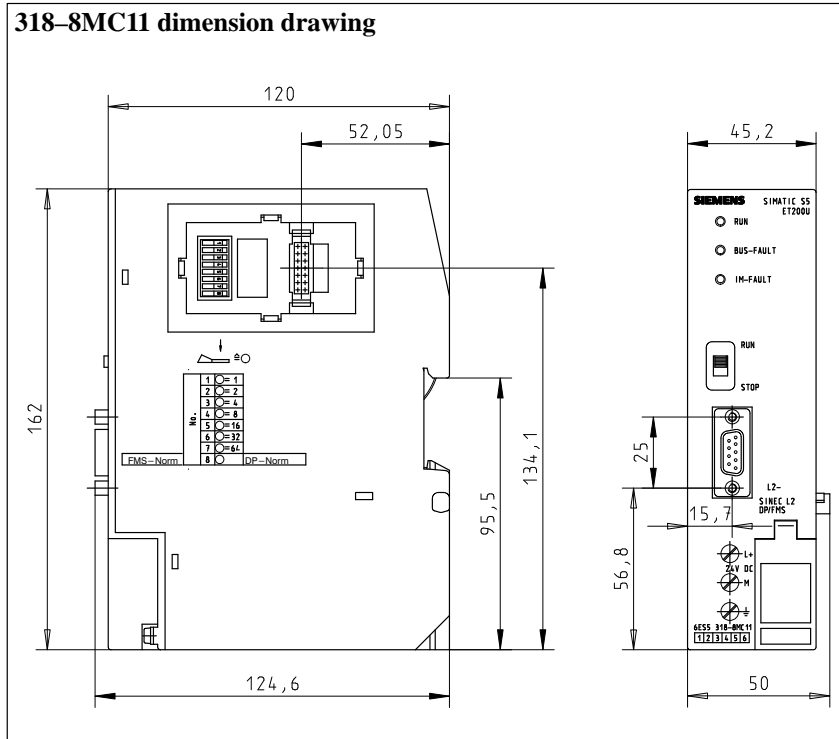 318–8MC11 dimension drawing
120
52,05
162
134,1
95,5
124,6
No.
1 = 1
2 = 2
3 = 4
4 = 8
5 = 16
6 = 32
7 = 64
8
FMS–Norm
DP–Norm
45,2
SIEMENS
SIMATIC S5
ET200U
RUN
BUS-FAULT
IM-FAULT
RUN
STOP
25
15,7
56,8
L2-
SINEC L2
DP/FMS
L+
24V DC
M
6ES5 318-8MC11
1 2 3 4 5 6
50